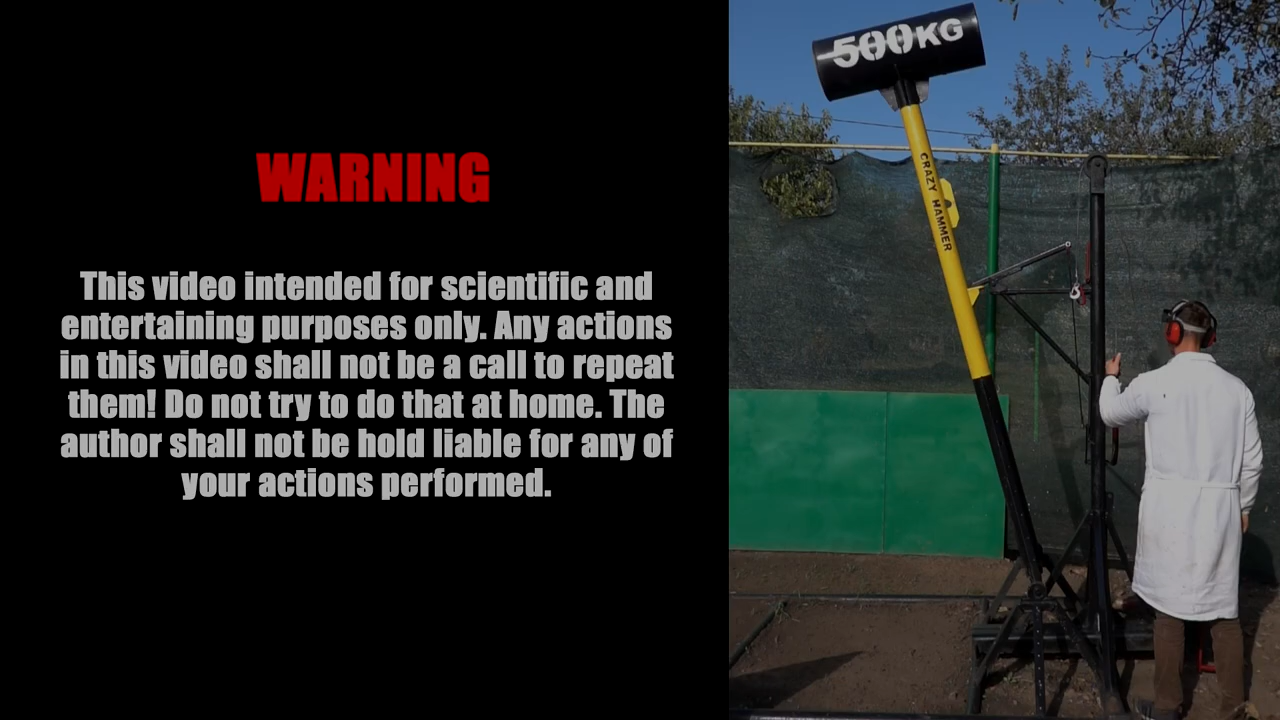 WARNING
This video intended for scientific and
entertaining purposes only. Any actions
in this video shall not be a call to repeat
them! Do not try to do that at home. The
author shall not be hold liable for any of
your actions performed.
500KG
CRAZY HAMMER